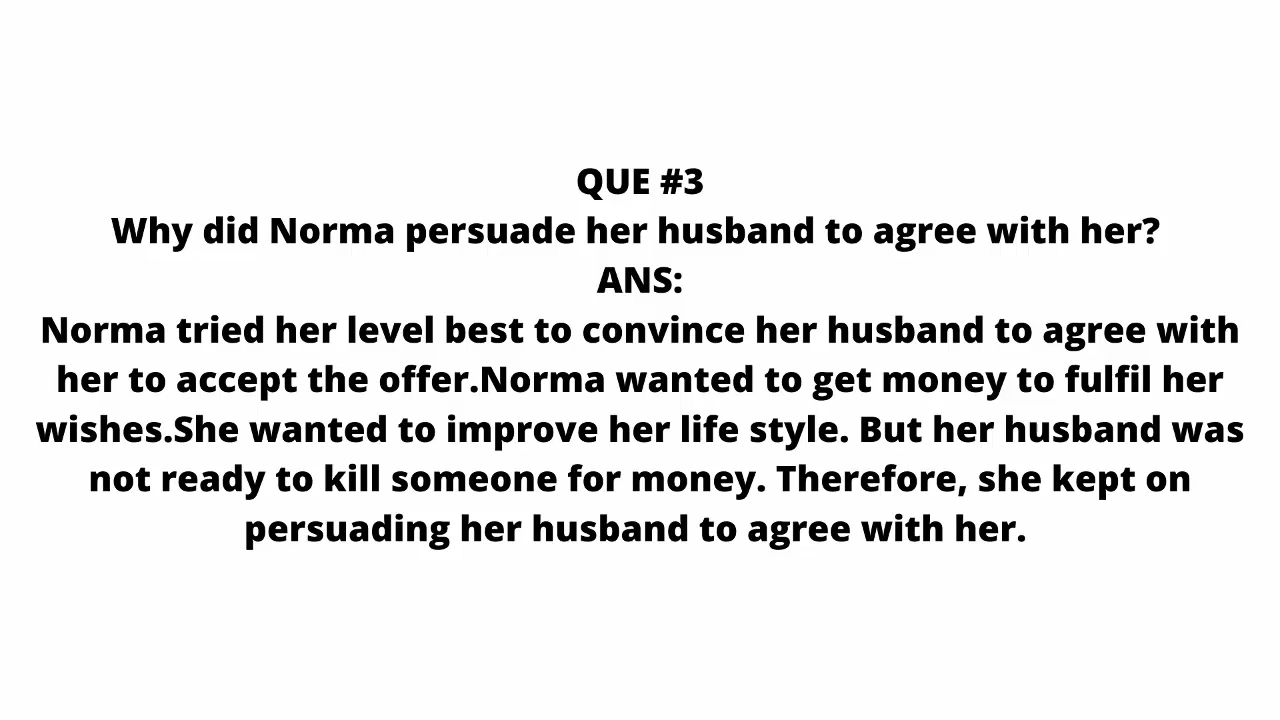 QUE #3
Why did Norma persuade her husband to agree with her?
ANS:
Norma tried her level best to convince her husband to agree with
her to accept the offer.Norma wanted to get money to fulfil her
wishes.She wanted to improve her life style. But her husband was
not ready to kill someone for money. Therefore, she kept on
persuading her husband to agree with her.